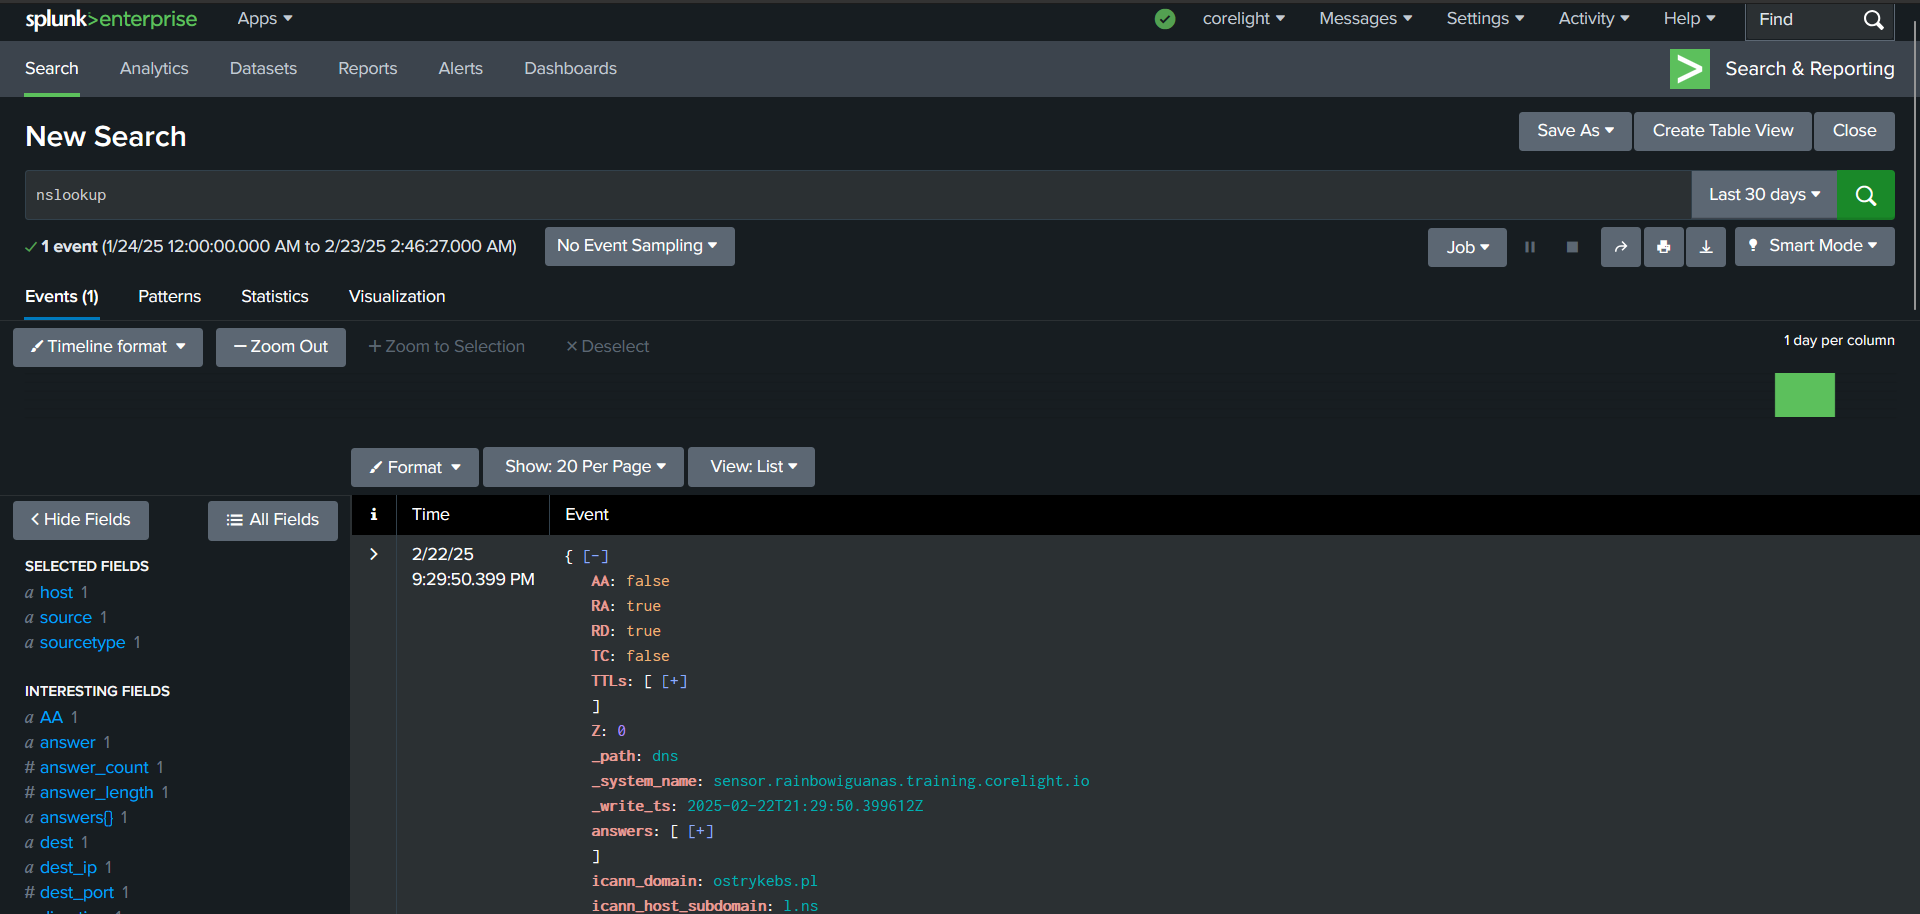 splunk>enterprise Apps corelight Messages Settings Activity Help Find
Search Analytics Datasets Reports Alerts Dashboards Search & Reporting
New Search Save As Create Table View Close
nslookup Last 30 days
1 event (1/24/25 12:00:00.000 AM to 2/23/25 2:46:27.000 AM) No Event Sampling Job Smart Mode
Events (1) Patterns Statistics Visualization
Timeline format Zoom Out + Zoom to Selection × Deselect 1 day per column
Format Show: 20 Per Page View: List
Hide Fields All Fields
SELECTED FIELDS
a host 1
a source 1
a sourcetype 1
INTERESTING FIELDS
a AA 1
a answer 1
# answer_count 1
# answer_length 1
a answers{} 1
a dest 1
a dest_ip 1
# dest_port 1
i Time Event
2/22/25
9:29:50.399 PM
{ [-]
AA: false
RA: true
RD: true
TC: false
TTLs: [ [+]
]
Z: 0
_path: dns
_system_name: sensor.rainbowiguanas.training.corelight.io
_write_ts: 2025-02-22T21:29:50.399612Z
answers: [ [+]
]
icann_domain: ostrykebs.pl
icann_host_subdomain: l.ns